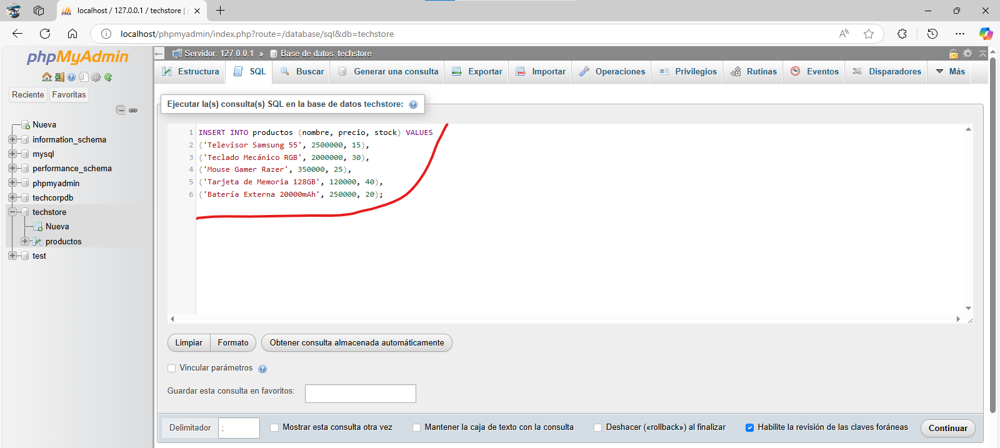 localhost / 127.0.0.1 / techstore |
localhost/phpmyadmin/index.php?route=/database/sql&db=techstore
phpMyAdmin
Reciente Favoritas
Nueva
information_schema
mysql
performance_schema
phpmyadmin
techcorpdb
techstore
Nueva
productos
test
Servidor: 127.0.0.1 » Base de datos: techstore
Estructura SQL Buscar Generar una consulta Exportar Importar Operaciones Privilegios Rutinas Eventos Disparadores Más
Ejecutar la(s) consulta(s) SQL en la base de datos techstore:
1 INSERT INTO productos (nombre, precio, stock) VALUES
2 ('Televisor Samsung 55', 2500000, 15),
3 ('Teclado Mecánico RGB', 2000000, 30),
4 ('Mouse Gamer Razer', 350000, 25),
5 ('Tarjeta de Memoria 128GB', 120000, 40),
6 ('Batería Externa 20000mAh', 250000, 20);
Limpiar Formato Obtener consulta almacenada automáticamente
Vincular parámetros
Guardar esta consulta en favoritos:
Delimitador ; Mostrar esta consulta otra vez Mantener la caja de texto con la consulta Deshacer («rollback») al finalizar Habilite la revisión de las claves foráneas Continuar